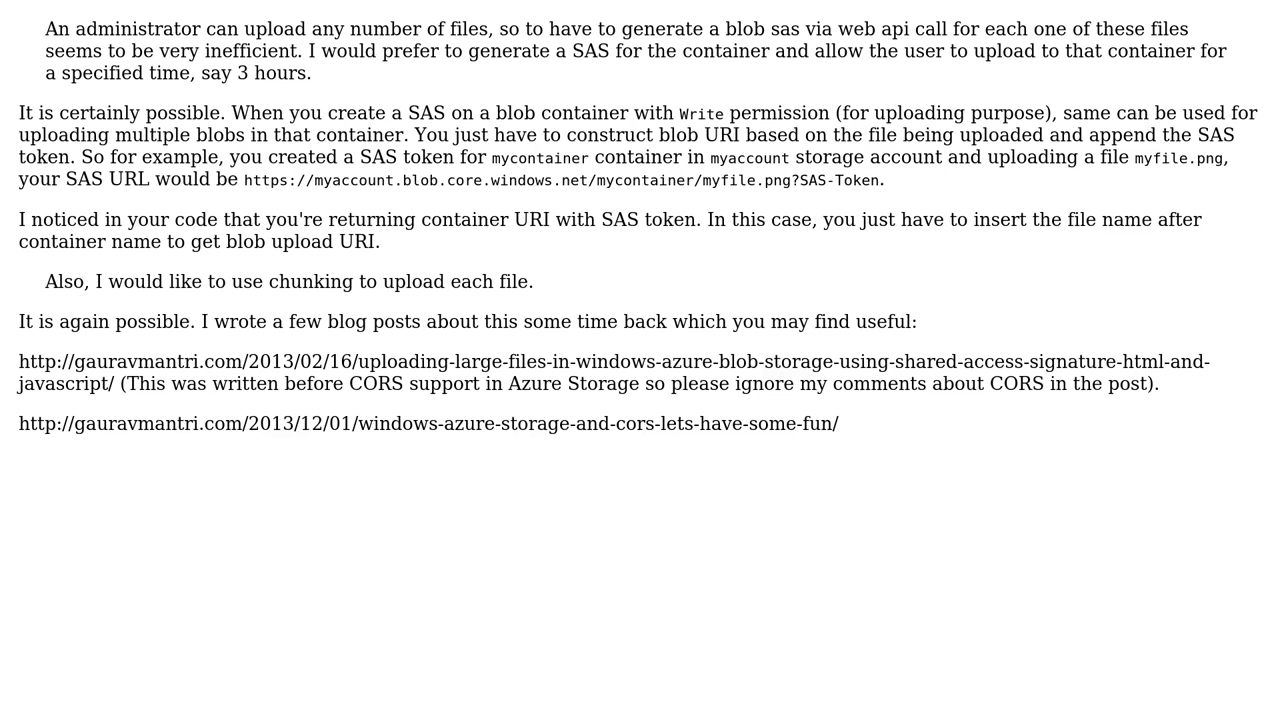 An administrator can upload any number of files, so to have to generate a blob sas via web api call for each one of these files
seems to be very inefficient. I would prefer to generate a SAS for the container and allow the user to upload to that container for
a specified time, say 3 hours.
It is certainly possible. When you create a SAS on a blob container with Write permission (for uploading purpose), same can be used for
uploading multiple blobs in that container. You just have to construct blob URI based on the file being uploaded and append the SAS
token. So for example, you created a SAS token for mycontainer container in myaccount storage account and uploading a file myfile.png,
your SAS URL would be https://myaccount.blob.core.windows.net/mycontainer/myfile.png?SAS-Token.
I noticed in your code that you're returning container URI with SAS token. In this case, you just have to insert the file name after
container name to get blob upload URI.
Also, I would like to use chunking to upload each file.
It is again possible. I wrote a few blog posts about this some time back which you may find useful:
http://gauravmantri.com/2013/02/16/uploading-large-files-in-windows-azure-blob-storage-using-shared-access-signature-html-and-
javascript/ (This was written before CORS support in Azure Storage so please ignore my comments about CORS in the post).
http://gauravmantri.com/2013/12/01/windows-azure-storage-and-cors-lets-have-some-fun/